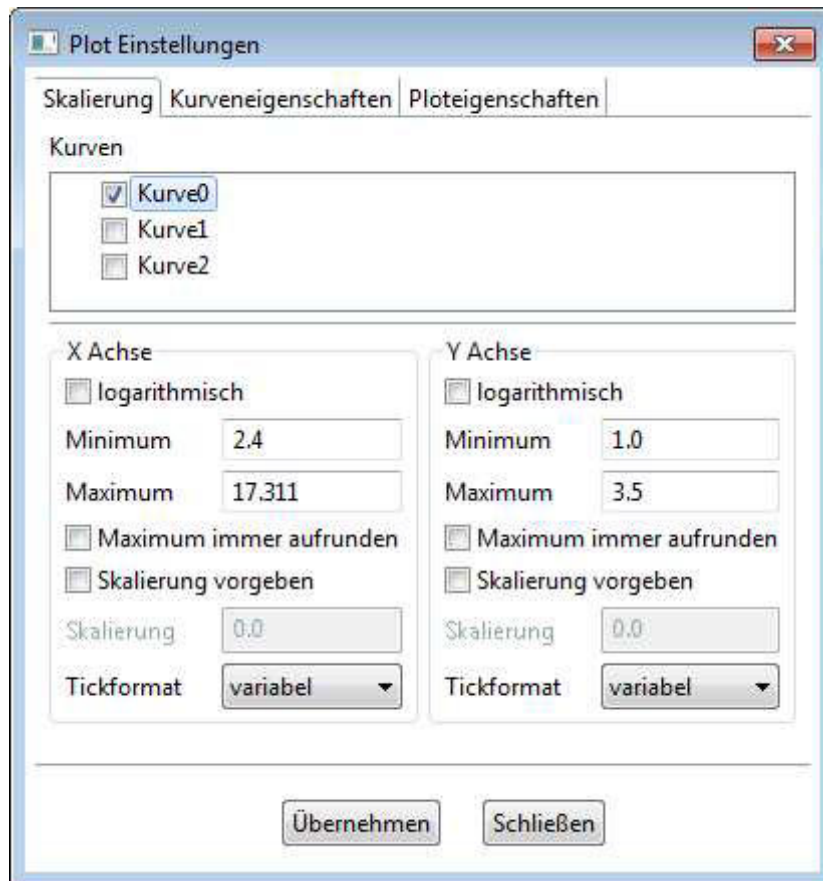 Plot Einstellungen
Skalierung Kurveneigenschaften Ploteigenschaften
Kurven
Kurve0
Kurve1
Kurve2
X Achse
logarithmisch
Minimum 2.4
Maximum 17.311
Maximum immer aufrunden
Skalierung vorgeben
Skalierung 0.0
Tickformat variabel
Y Achse
logarithmisch
Minimum 1.0
Maximum 3.5
Maximum immer aufrunden
Skalierung vorgeben
Skalierung 0.0
Tickformat variabel
Übernehmen Schließen